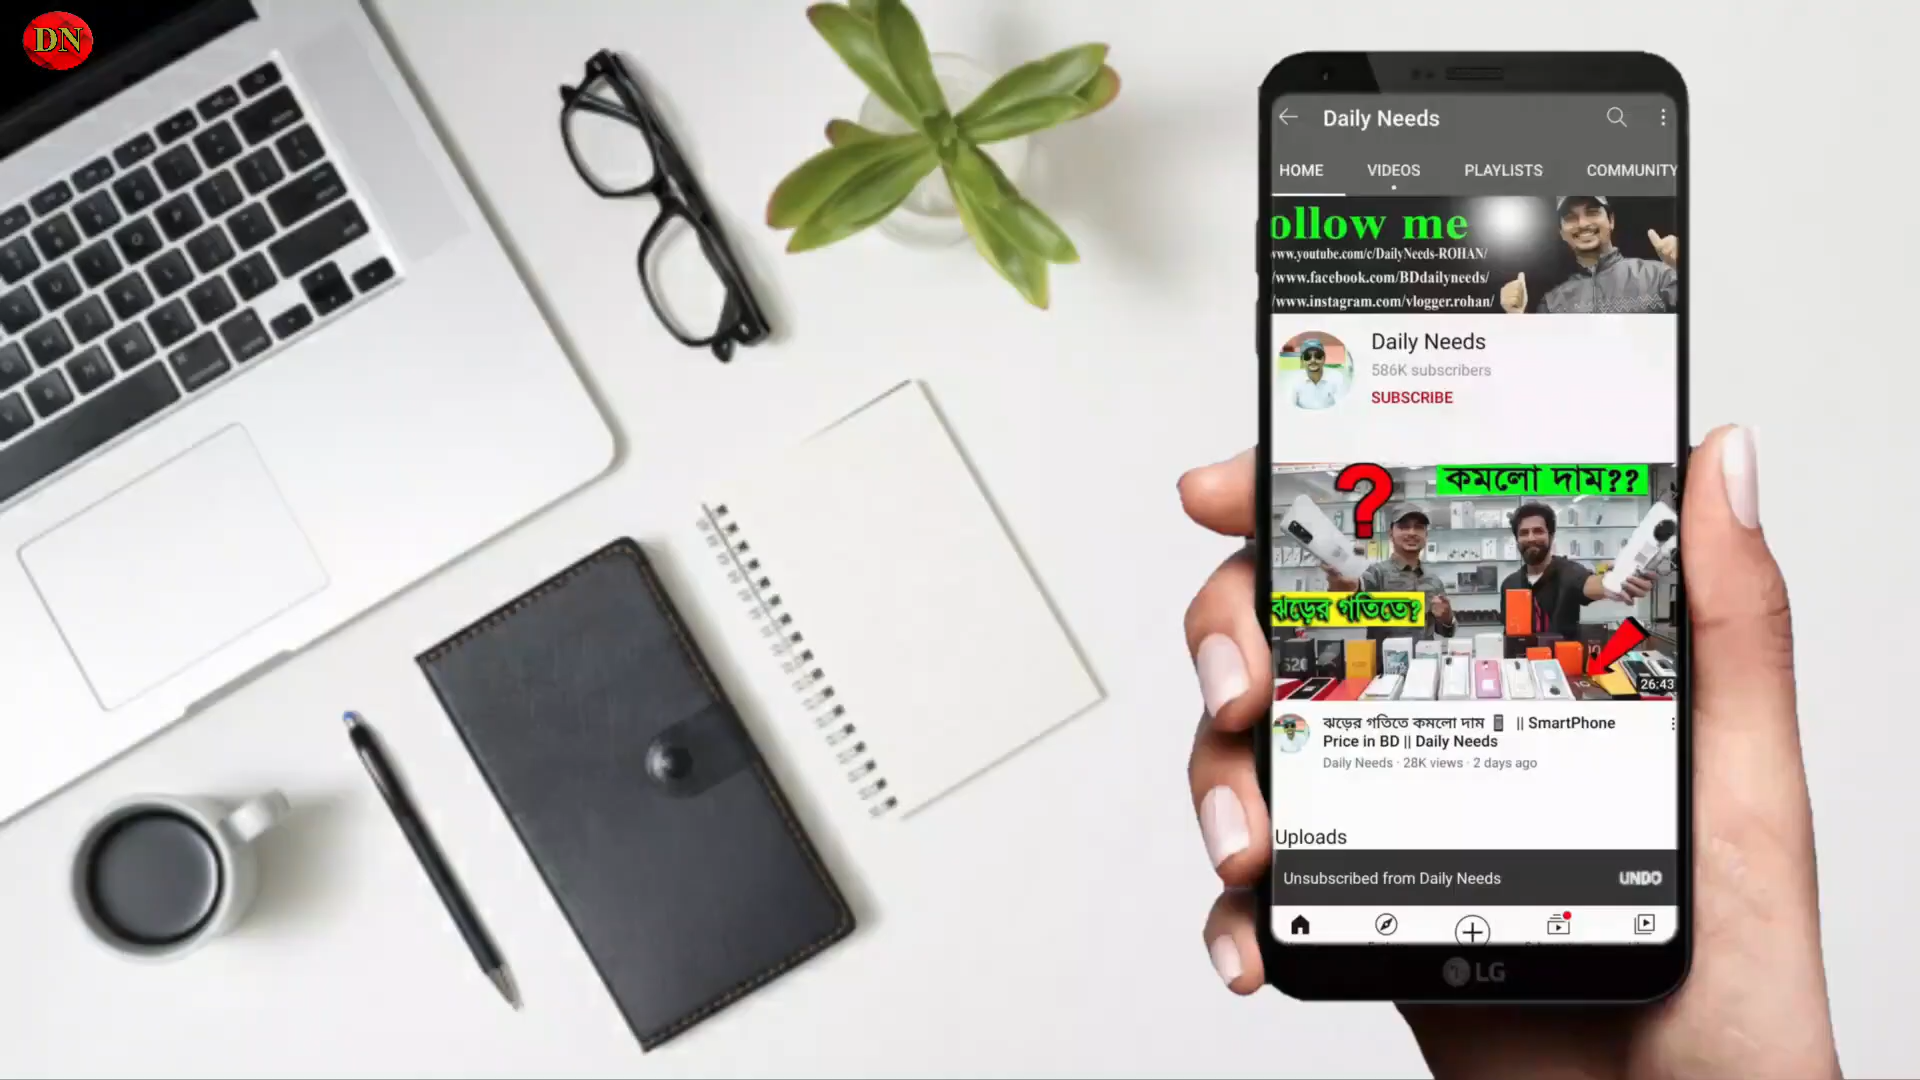 DN
Daily Needs
HOME VIDEOS PLAYLISTS COMMUNITY
ollow me
www.youtube.com/c/DailyNeeds-ROHAN/
/www.facebook.com/BDdailyneeds/
/www.instagram.com/vlogger.rohan/
Daily Needs
586K subscribers
SUBSCRIBE
?
কমলো দাম??
ঝড়ের গতিতে?
S20
26:43
ঝড়ের গতিতে কমলো দাম 📱 || SmartPhone
Price in BD || Daily Needs
Daily Needs · 28K views · 2 days ago
Uploads
Unsubscribed from Daily Needs UNDO
LG